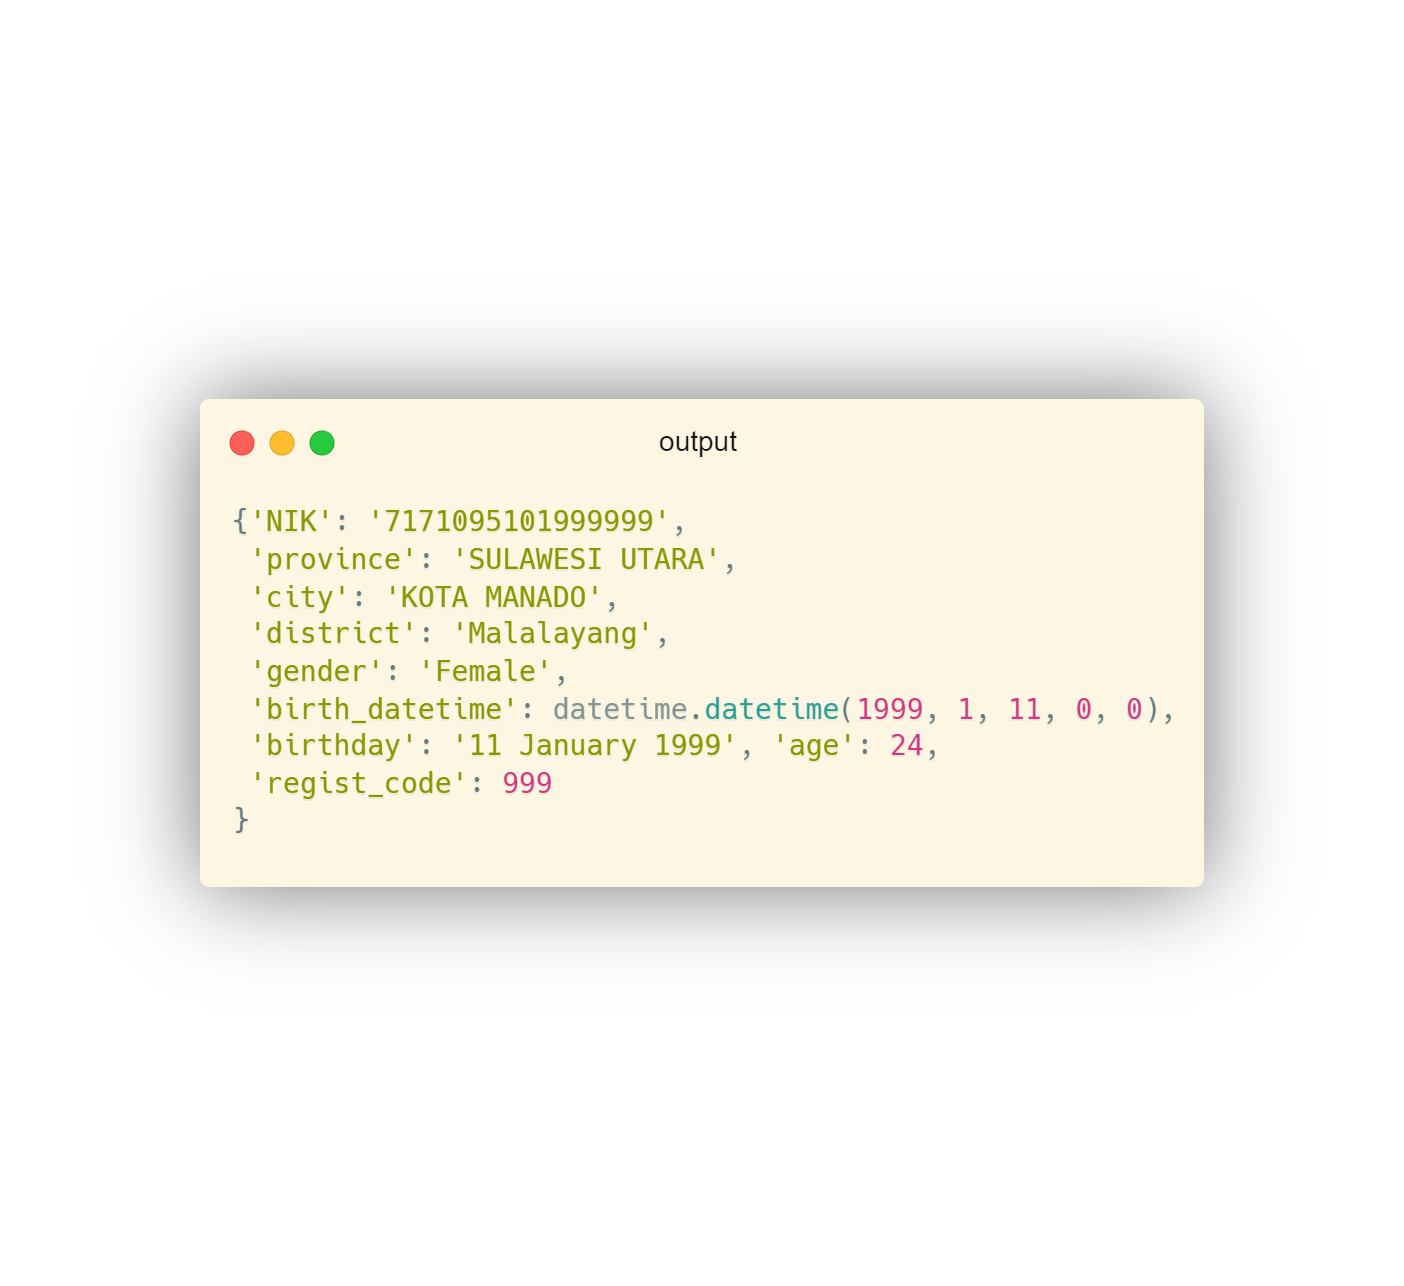 output
{'NIK': '7171095101999999',
'province': 'SULAWESI UTARA',
'city': 'KOTA MANADO',
'district': 'Malalayang',
'gender': 'Female',
'birth_datetime': datetime.datetime(1999, 1, 11, 0, 0),
'birthday': '11 January 1999', 'age': 24,
'regist_code': 999
}